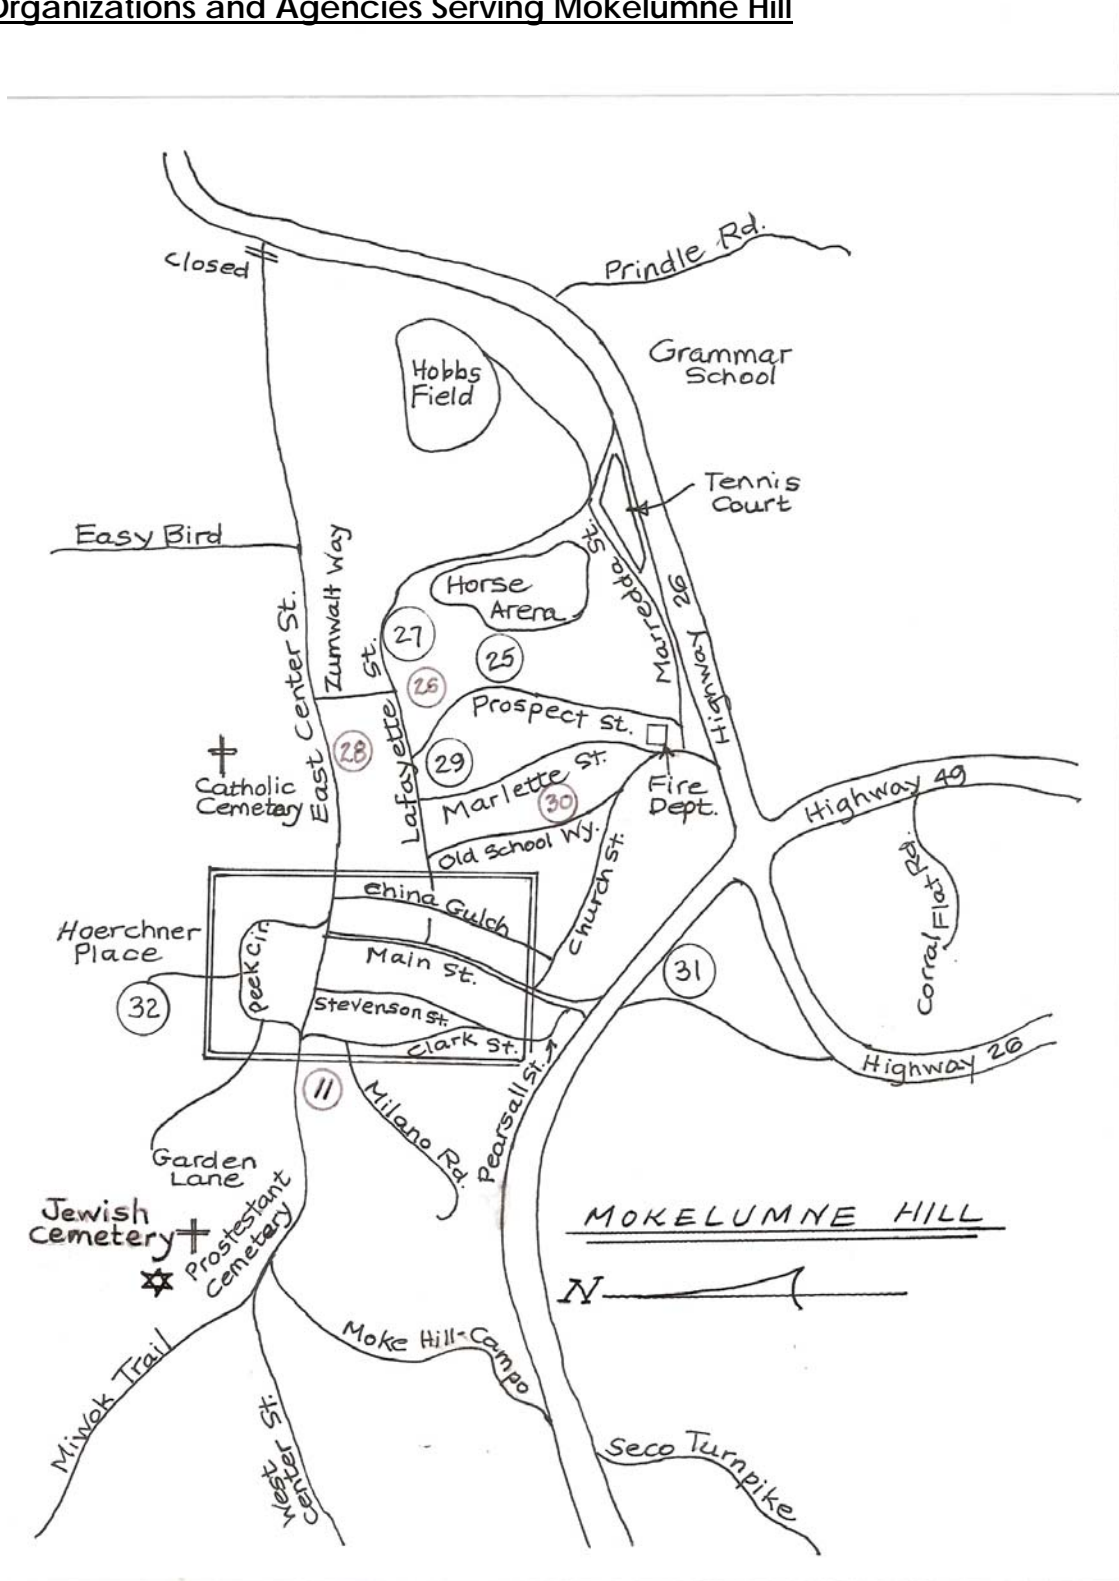 Organizations and Agencies Serving Mokelumne Hill
Closed
Prindle Rd.
Grammar
School
Hobbs
Field
Tennis
Court
Easy Bird
Zumwalt Way
Horse
Arena
Marredda St.
Highway 26
27
25
26
East Center St.
Lafayette St.
Prospect St.
28
29
Catholic
Cemetary
Marlette St.
30
Fire
Dept.
Highway 49
Old School Wy.
Church St.
Corral Flat Rd.
China Gulch
Hoerchner
Place
Peek Cir.
Main St.
31
32
Stevenson St.
Clark St.
Highway 26
11
Milano Rd.
Pearsall St.
Garden
Lane
Jewish
Cemetery
Prostestant
Cemetery
MOKELUMNE HILL
N
Moke Hill-Campo
Miwok Trail
West
Center St.
Seco Turnpike